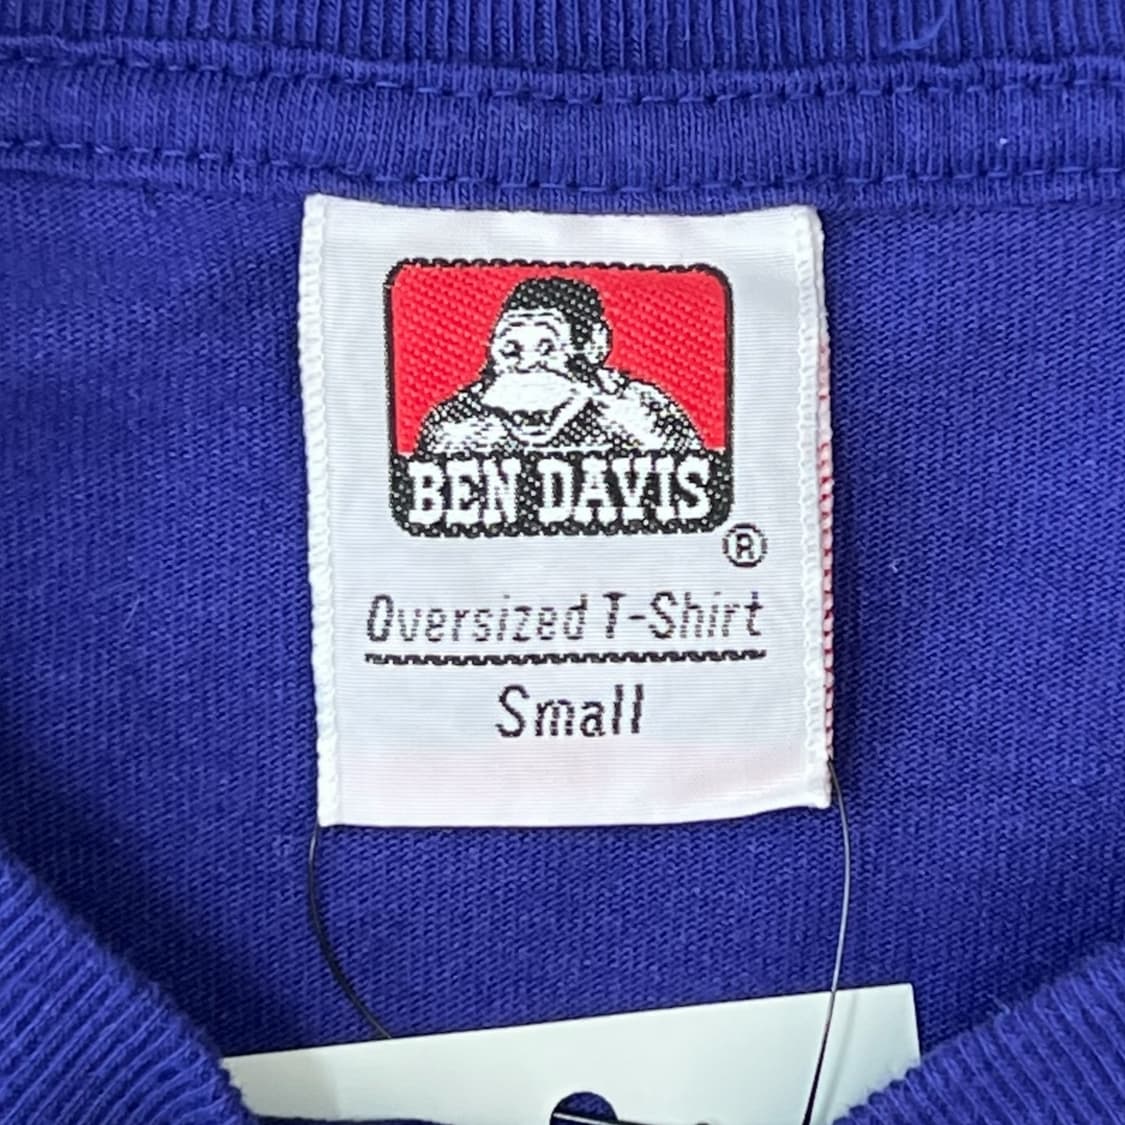 BEN DAVIS
®
Oversized T-Shirt
Small